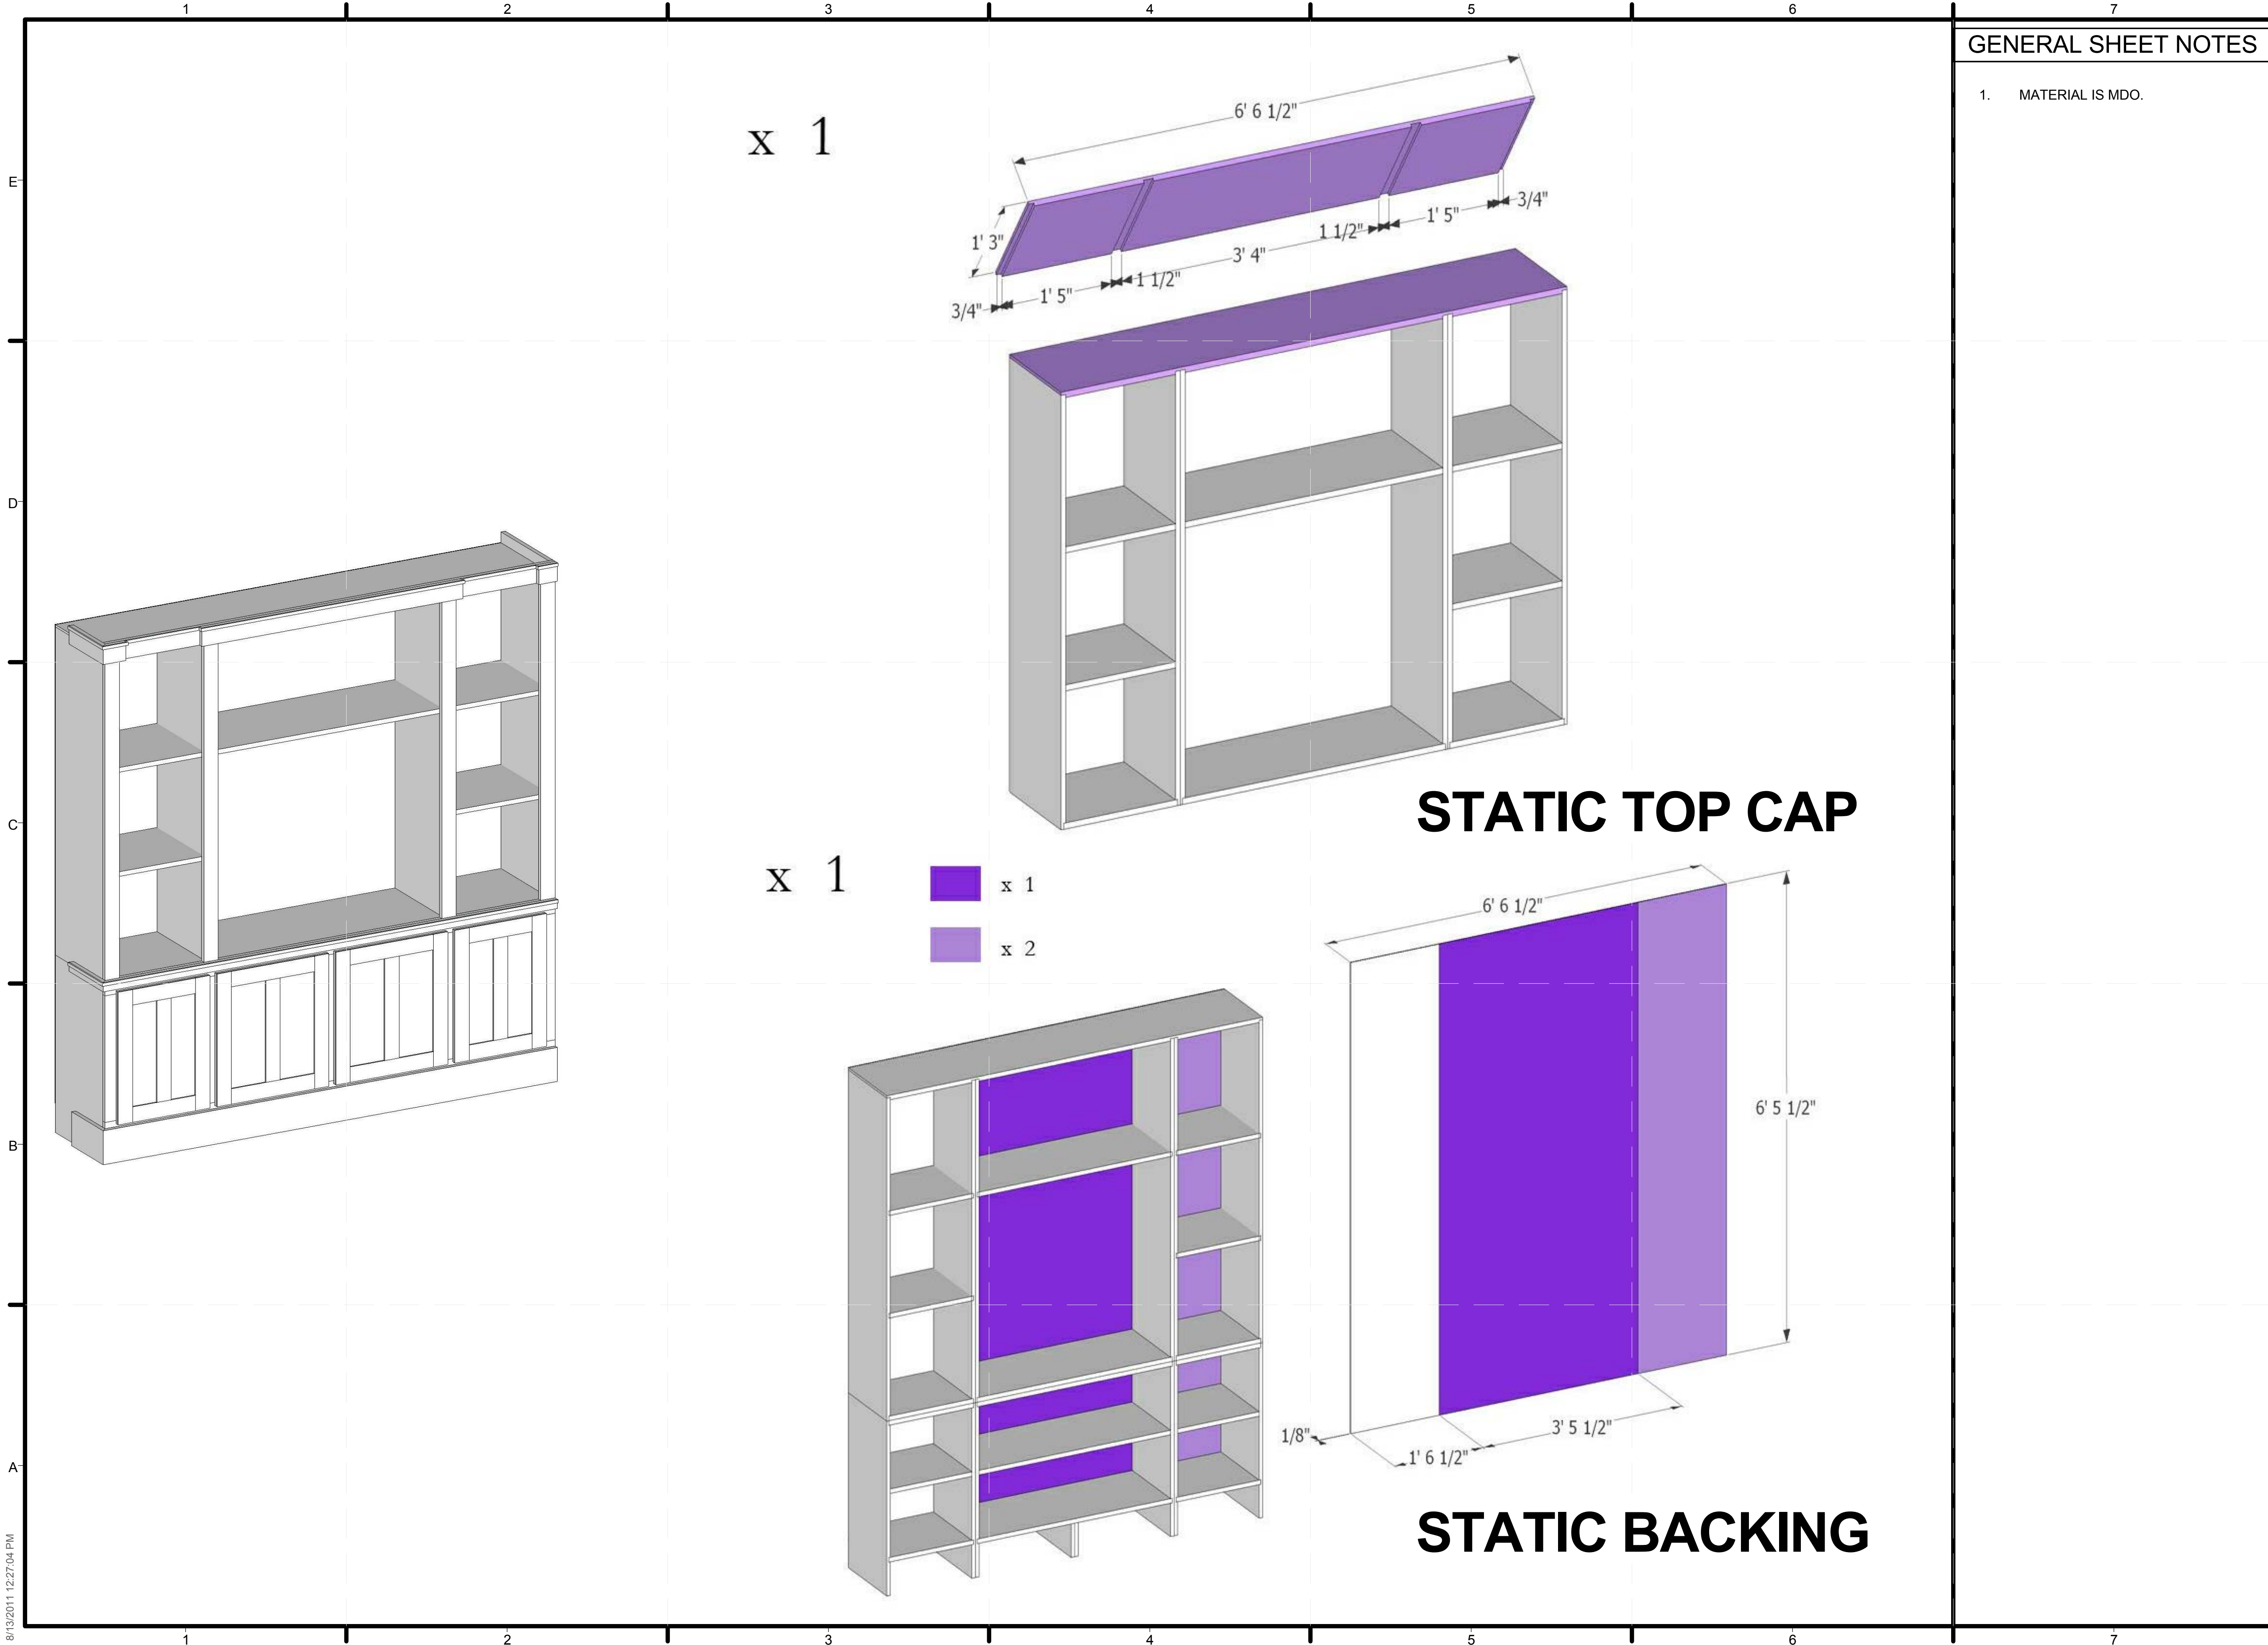 1 2 3 4 5 6 7
GENERAL SHEET NOTES
1. MATERIAL IS MDO.
E
D
C
B
A
x 1
6' 6 1/2"
1' 3"
3/4"
1' 5"
1 1/2"
3' 4"
1 1/2"
1' 5"
3/4"
STATIC TOP CAP
x 1
x 1
x 2
6' 6 1/2"
6' 5 1/2"
1/8"
1' 6 1/2"
3' 5 1/2"
STATIC BACKING
8/13/2011 12:27:04 PM
1 2 3 4 5 6 7